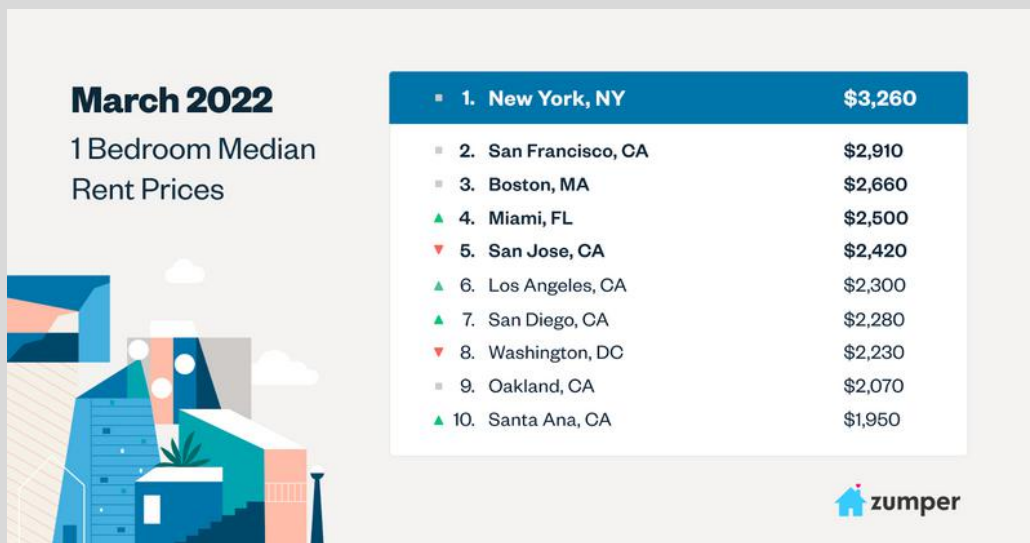 March 2022
1 Bedroom Median
Rent Prices
1. New York, NY $3,260
2. San Francisco, CA $2,910
3. Boston, MA $2,660
4. Miami, FL $2,500
5. San Jose, CA $2,420
6. Los Angeles, CA $2,300
7. San Diego, CA $2,280
8. Washington, DC $2,230
9. Oakland, CA $2,070
10. Santa Ana, CA $1,950
zumper